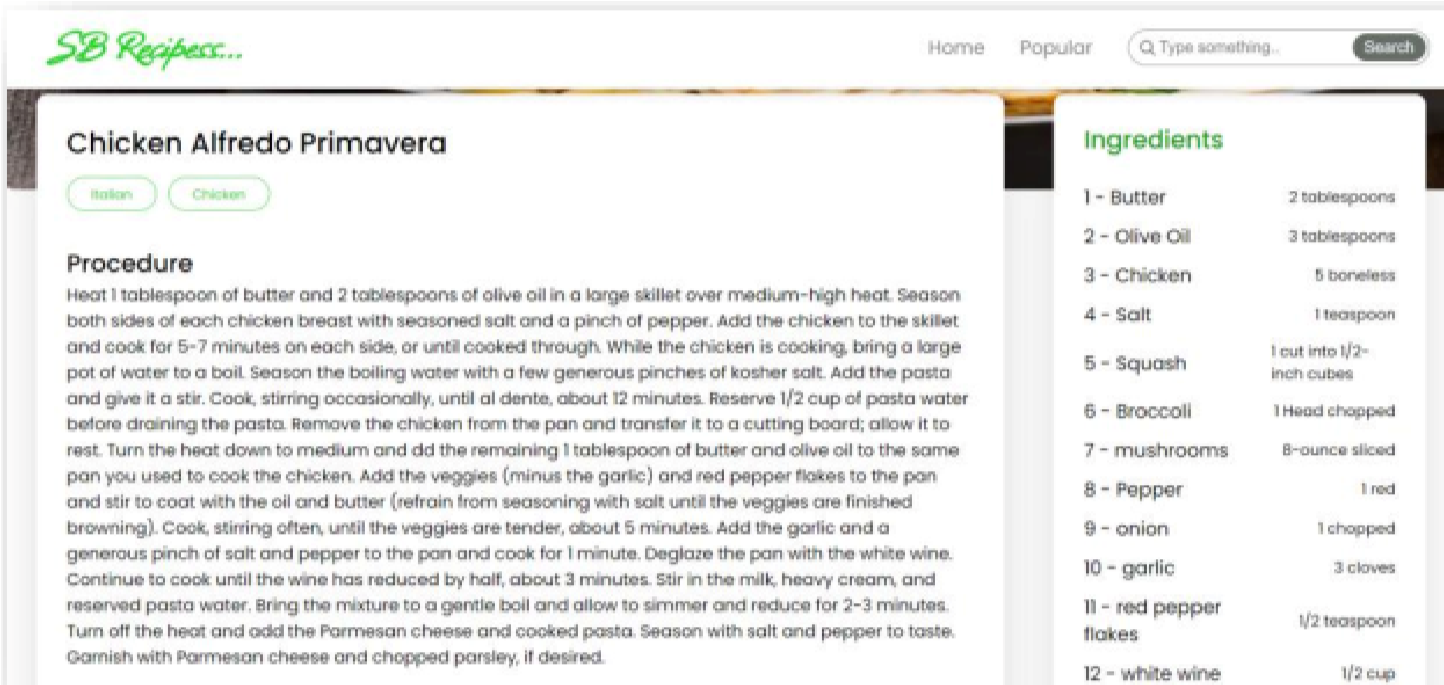 SB Recipess...
Home
Popular
Type something..
Search
Chicken Alfredo Primavera
Italian
Chicken
Procedure
Heat 1 tablespoon of butter and 2 tablespoons of olive oil in a large skillet over medium-high heat. Season
both sides of each chicken breast with seasoned salt and a pinch of pepper. Add the chicken to the skillet
and cook for 5-7 minutes on each side, or until cooked through. While the chicken is cooking, bring a large
pot of water to a boil. Season the boiling water with a few generous pinches of kosher salt. Add the pasta
and give it a stir. Cook, stirring occasionally, until al dente, about 12 minutes. Reserve 1/2 cup of pasta water
before draining the pasta. Remove the chicken from the pan and transfer it to a cutting board; allow it to
rest. Turn the heat down to medium and dd the remaining 1 tablespoon of butter and olive oil to the same
pan you used to cook the chicken. Add the veggies (minus the garlic) and red pepper flakes to the pan
and stir to coat with the oil and butter (refrain from seasoning with salt until the veggies are finished
browning). Cook, stirring often, until the veggies are tender, about 5 minutes. Add the garlic and a
generous pinch of salt and pepper to the pan and cook for 1 minute. Deglaze the pan with the white wine.
Continue to cook until the wine has reduced by half, about 3 minutes. Stir in the milk, heavy cream, and
reserved pasta water. Bring the mixture to a gentle boil and allow to simmer and reduce for 2-3 minutes.
Turn off the heat and add the Parmesan cheese and cooked pasta. Season with salt and pepper to taste.
Garnish with Parmesan cheese and chopped parsley, if desired.
Ingredients
1 - Butter 2 tablespoons
2 - Olive Oil 3 tablespoons
3 - Chicken 5 boneless
4 - Salt 1 teaspoon
5 - Squash 1 cut into 1/2-
inch cubes
6 - Broccoli 1 Head chopped
7 - mushrooms 8-ounce sliced
8 - Pepper 1 red
9 - onion 1 chopped
10 - garlic 3 cloves
11 - red pepper
flakes 1/2 teaspoon
12 - white wine 1/2 cup